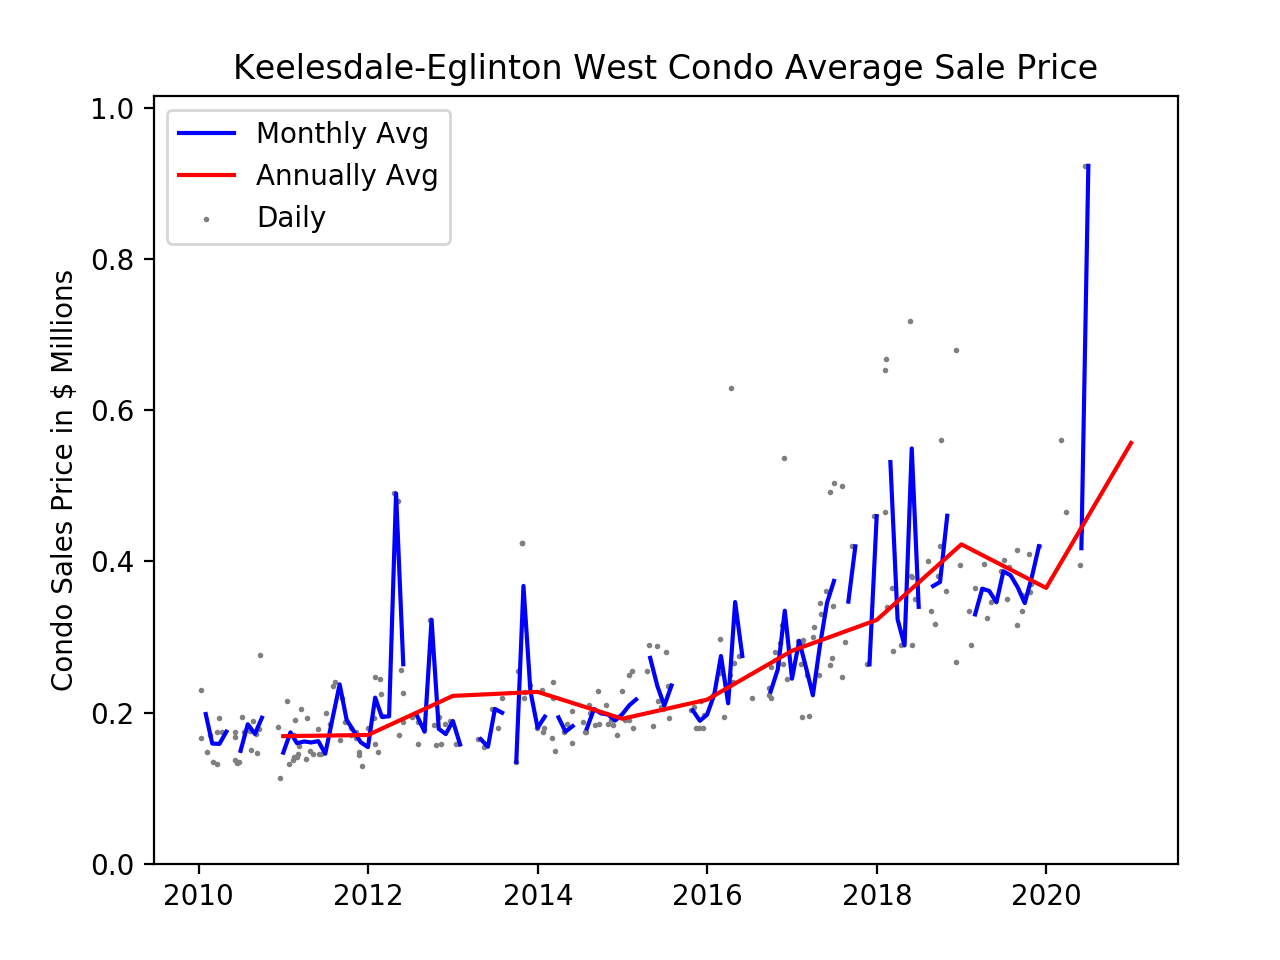 Keelesdale-Eglinton West Condo Average Sale Price
Monthly Avg
Annually Avg
Daily
Condo Sales Price in $ Millions
1.0
0.8
0.6
0.4
0.2
0.0
2010 2012 2014 2016 2018 2020